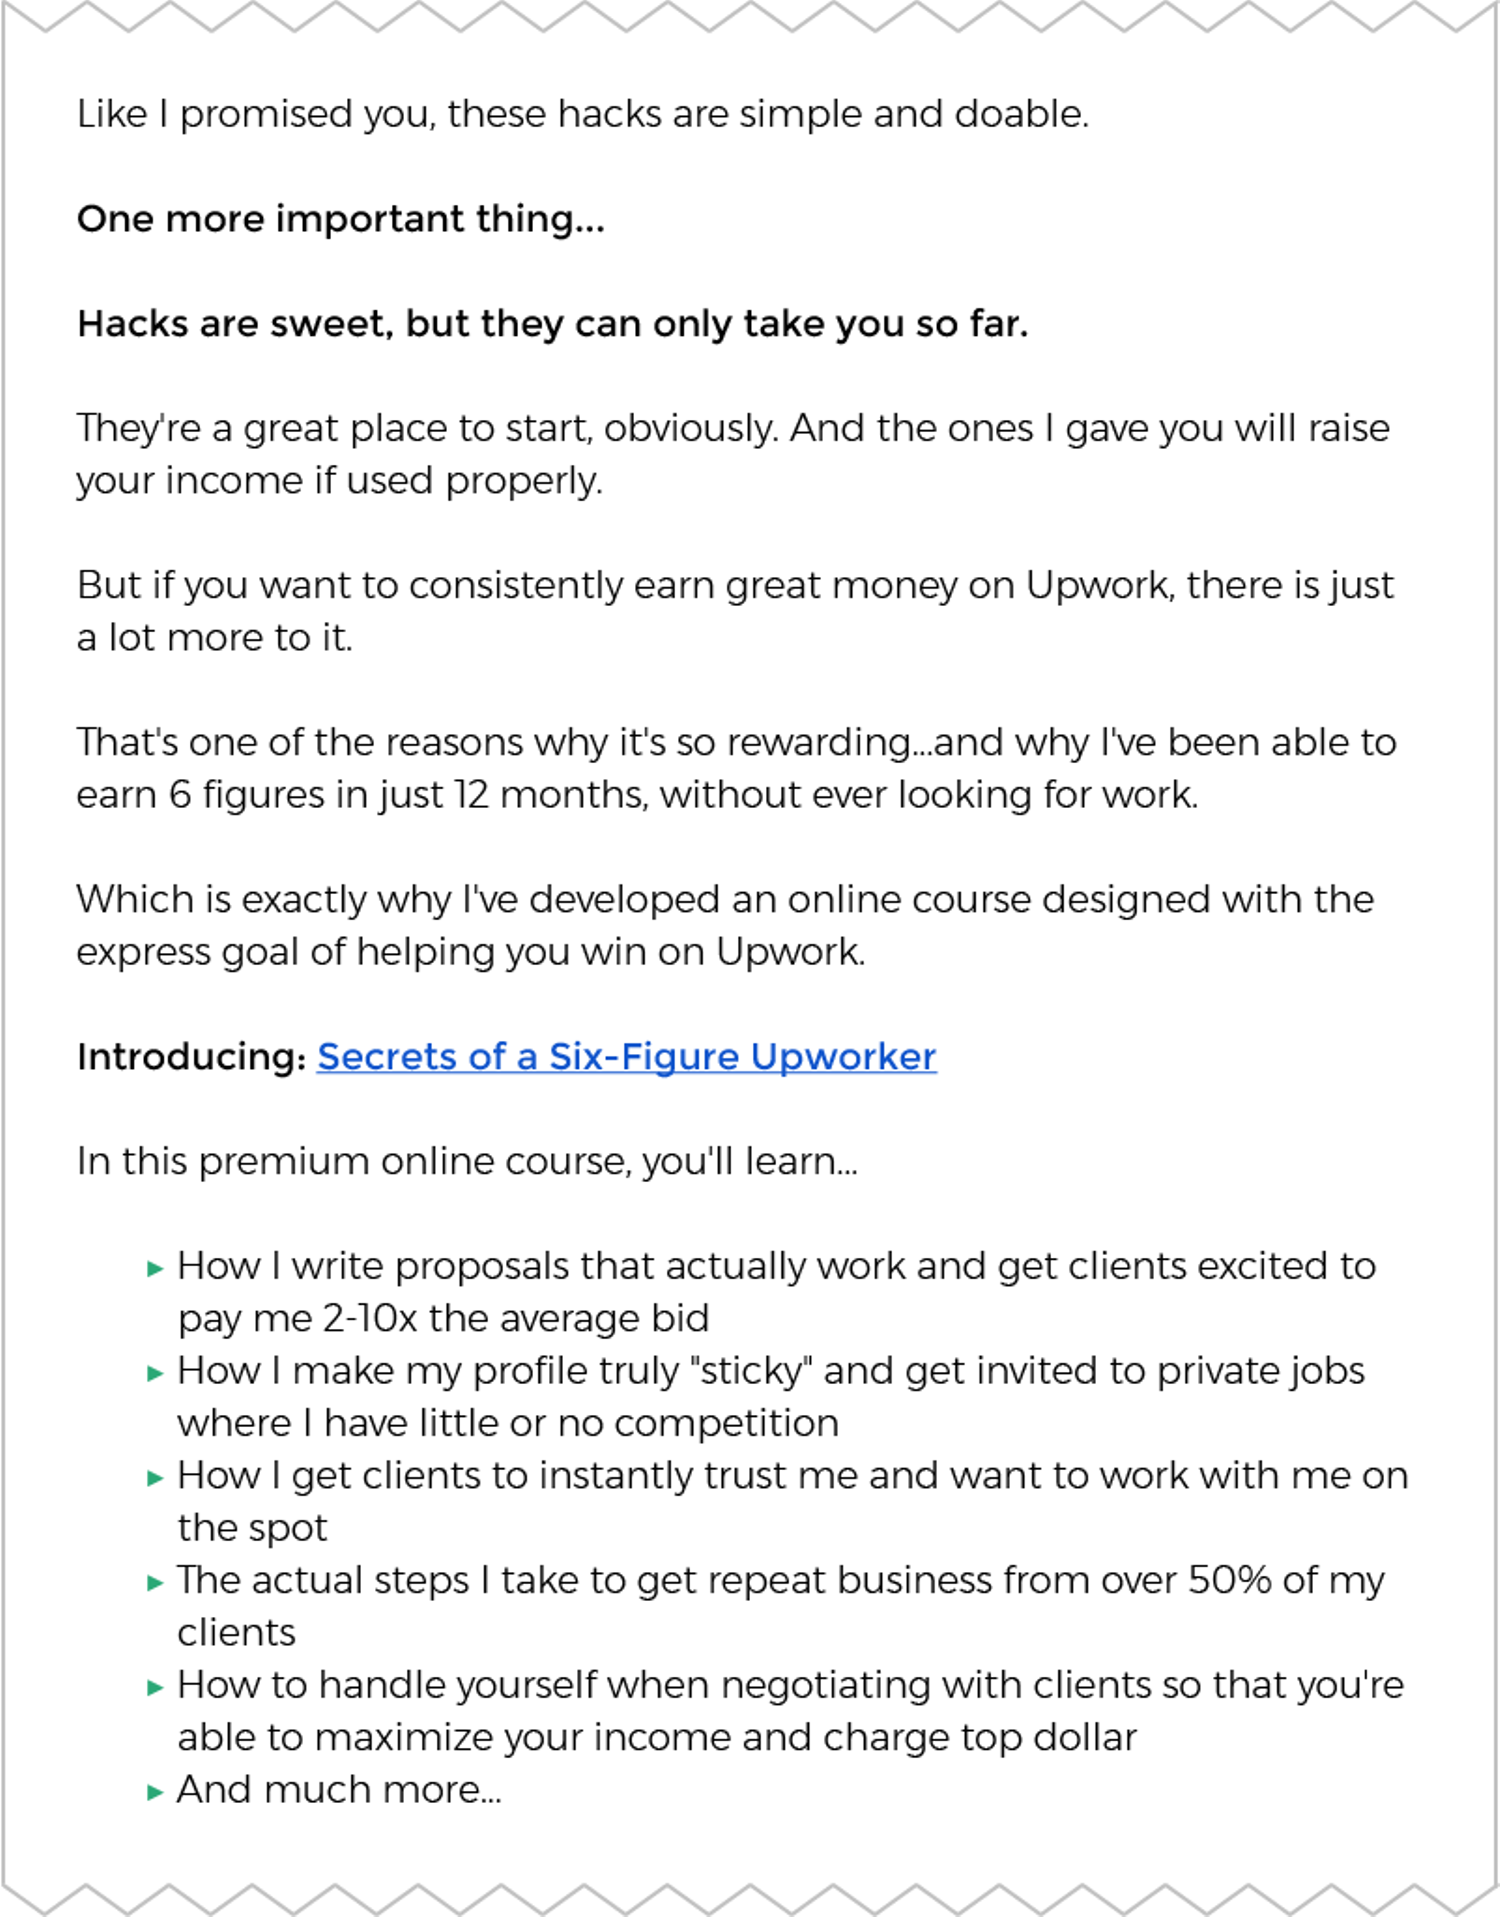 Like I promised you, these hacks are simple and doable.
One more important thing...
Hacks are sweet, but they can only take you so far.
They're a great place to start, obviously. And the ones I gave you will raise
your income if used properly.
But if you want to consistently earn great money on Upwork, there is just
a lot more to it.
That's one of the reasons why it's so rewarding...and why I've been able to
earn 6 figures in just 12 months, without ever looking for work.
Which is exactly why I've developed an online course designed with the
express goal of helping you win on Upwork.
Introducing: Secrets of a Six-Figure Upworker
In this premium online course, you'll learn...
▸ How I write proposals that actually work and get clients excited to
pay me 2-10x the average bid
▸ How I make my profile truly "sticky" and get invited to private jobs
where I have little or no competition
▸ How I get clients to instantly trust me and want to work with me on
the spot
▸ The actual steps I take to get repeat business from over 50% of my
clients
▸ How to handle yourself when negotiating with clients so that you're
able to maximize your income and charge top dollar
▸ And much more...